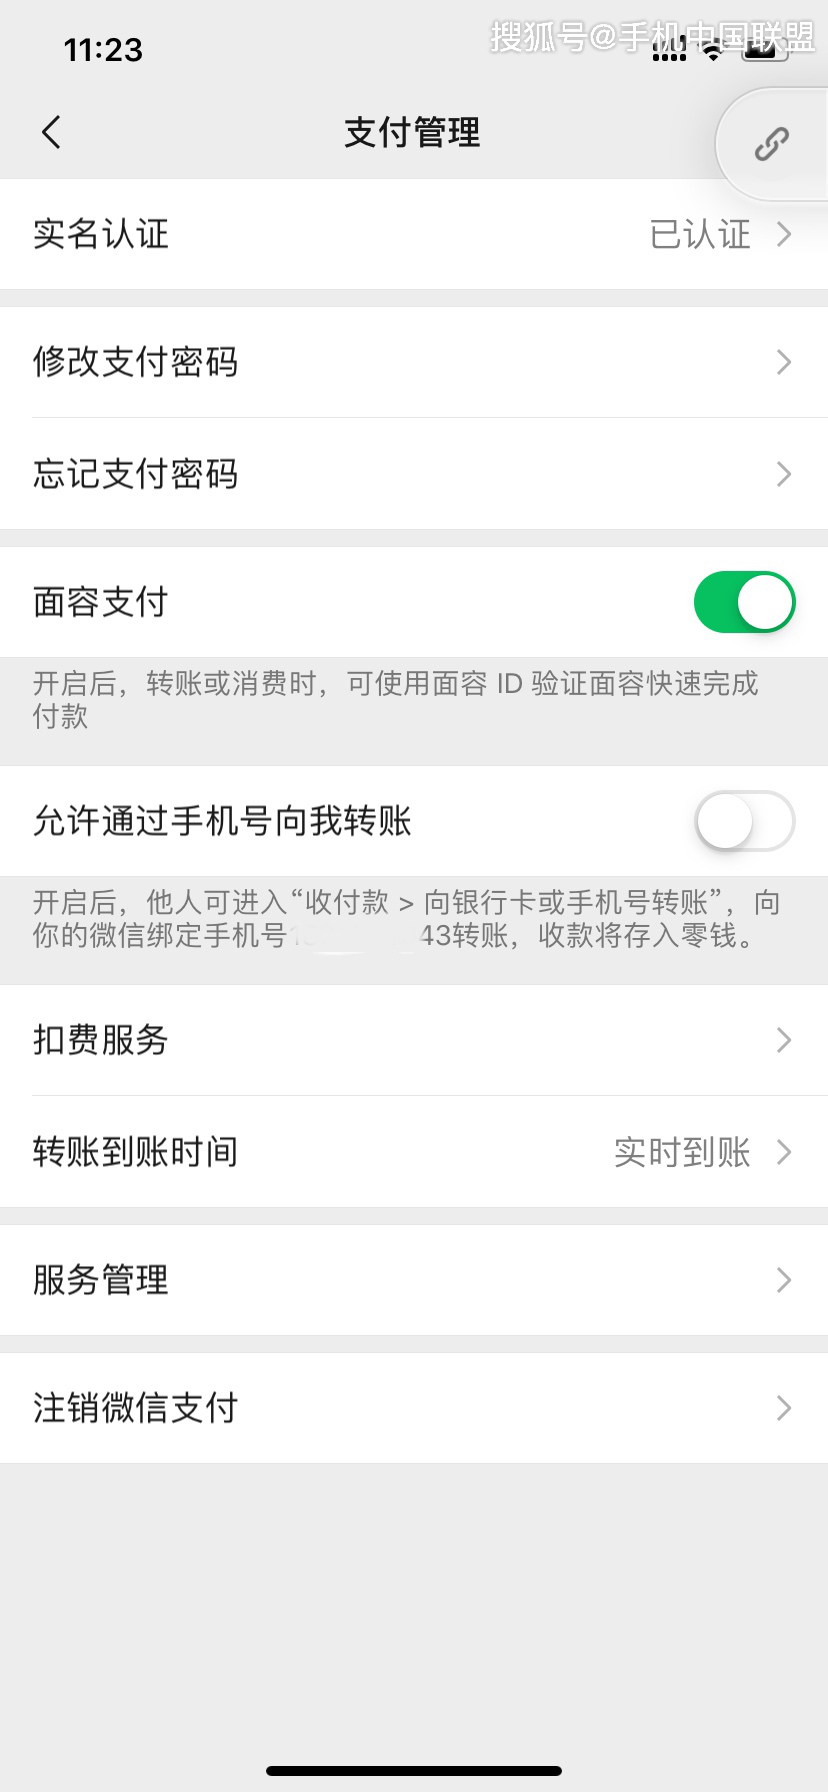 11:23
搜狐号@手机中国联盟
支付管理
实名认证 已认证
修改支付密码
忘记支付密码
面容支付
开启后，转账或消费时，可使用面容 ID 验证面容快速完成
付款
允许通过手机号向我转账
开启后，他人可进入“收付款 > 向银行卡或手机号转账”，向
你的微信绑定手机号1 43转账，收款将存入零钱。
扣费服务
转账到账时间 实时到账
服务管理
注销微信支付